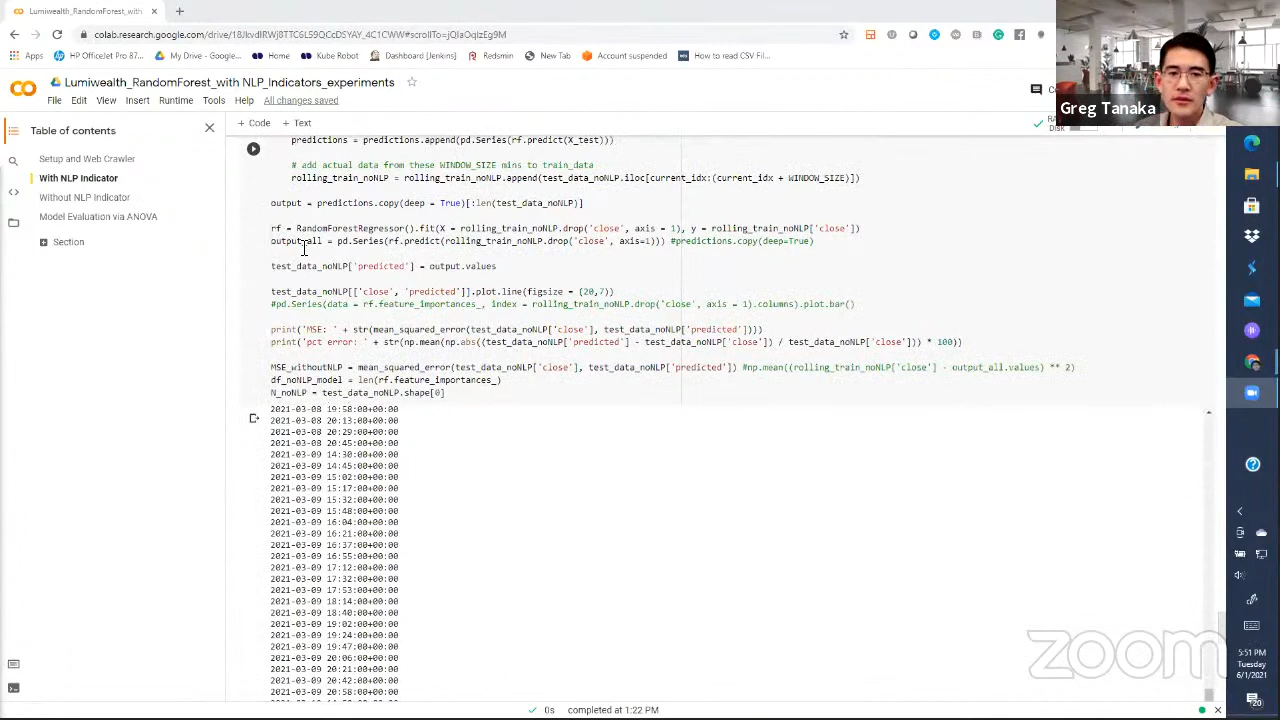 Lumiwealth_RandomForest_with
colab.research.google.com/drive/18JkvdIRWj8TTC6L59QCcDSYAY_4C1CWW#scrollTo=jQIaOqIzEg9M
Apps
HP OfficeJet Pro 87...
My Drive - Google...
Home
Kube Robot
Dashboard [Jenkin...
Redsmin
New Tab
Account suspended
How to read CSV Fil...
Greg Tanaka
Lumiwealth_RandomForest_with NLP_Indicators_experiments
File Edit View Insert Runtime Tools Help All changes saved
Table of contents
+ Code + Text
Disk
Setup and Web Crawler
With NLP Indicator
Without NLP Indicator
Model Evaluation via ANOVA
Section
predictions = predictions.append(pd.Series(rf.predict(X_test)))
# add actual data from these WINDOW_SIZE mins to train_data
rolling_train_noNLP = rolling_train_noNLP.append(test_data_noNLP.iloc[current_idx:(current_idx + WINDOW_SIZE)])
output = predictions.copy(deep = True)[:len(test_data_noNLP)]
rf = RandomForestRegressor().fit(X = rolling_train_noNLP.drop('close', axis = 1), y = rolling_train_noNLP['close'])
output_all = pd.Series(rf.predict(rolling_train_noNLP.drop('close', axis=1))) #predictions.copy(deep=True)
test_data_noNLP['predicted'] = output.values
test_data_noNLP[['close', 'predicted']].plot.line(figsize = (20,7))
#pd.Series(data = rf.feature_importances_, index = rolling_train_noNLP.drop('close', axis = 1).columns).plot.bar()
print('MSE: ' + str(mean_squared_error(test_data_noNLP['close'], test_data_noNLP['predicted'])))
print('pct error: ' + str(np.mean(np.abs((test_data_noNLP['predicted'] - test_data_noNLP['close']) / test_data_noNLP['close'])) * 100))
MSE_withoutNLP = mean_squared_error(test_data_noNLP['close'], test_data_noNLP['predicted']) #np.mean((rolling_train_noNLP['close'] - output_all.values) ** 2)
df_noNLP_model = len(rf.feature_importances_)
N_noNLP = test_data_noNLP.shape[0]
2021-03-08 19:58:00+00:00
2021-03-08 20:13:00+00:00
2021-03-08 20:29:00+00:00
2021-03-08 20:45:00+00:00
2021-03-09 14:30:00+00:00
2021-03-09 14:45:00+00:00
2021-03-09 15:02:00+00:00
2021-03-09 15:17:00+00:00
2021-03-09 15:32:00+00:00
2021-03-09 15:48:00+00:00
2021-03-09 16:04:00+00:00
2021-03-09 16:21:00+00:00
2021-03-09 16:37:00+00:00
2021-03-09 16:55:00+00:00
2021-03-09 17:12:00+00:00
2021-03-09 17:32:00+00:00
2021-03-09 17:53:00+00:00
2021-03-09 18:14:00+00:00
2021-03-09 18:40:00+00:00
2021-03-09 19:02:00+00:00
2021-03-09 19:24:00+00:00
2021-03-09 19:47:00+00:00
2021-03-09 20:06:00+00:00
2021-03-09 20:21:00+00:00
2021-03-09 20:42:00+00:00
2021-03-09 20:58:00+00:00
zoom
0s completed at 1:22 PM
5:51 PM
Tuesday
6/1/2021
20